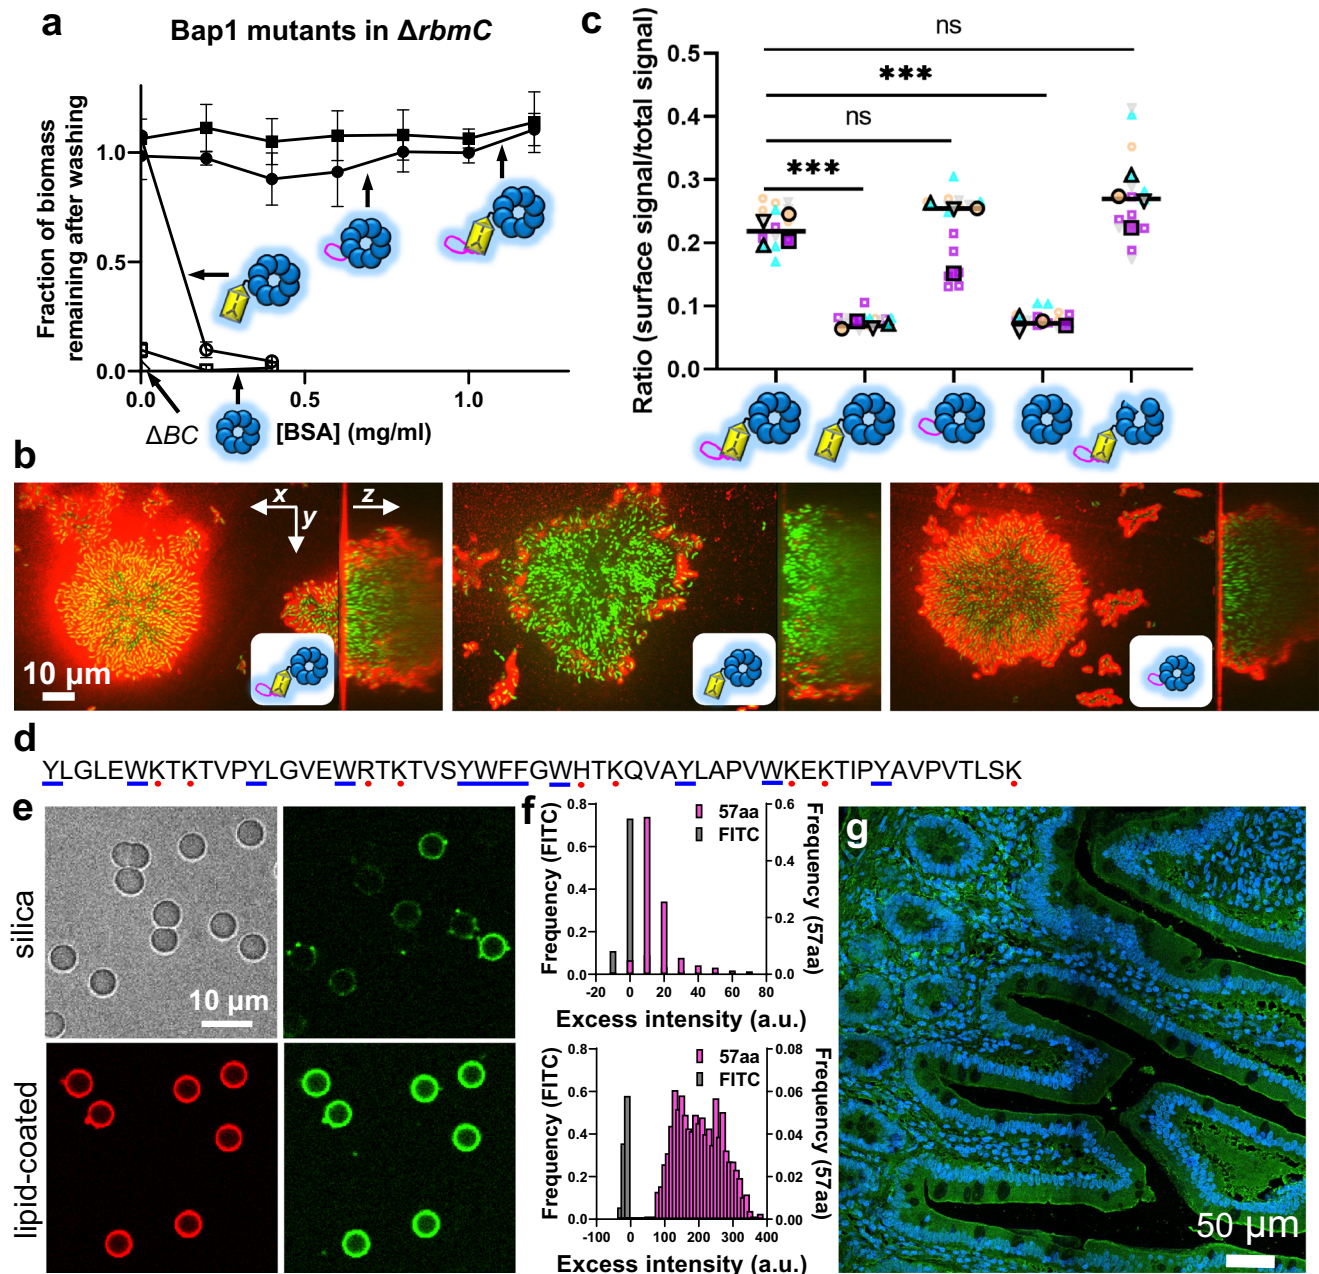 a
Bap1 mutants in ΔrbmC
Fraction of biomass
remaining after washing
1.0
0.5
0.0
0.0
0.5
1.0
ΔBC
[BSA] (mg/ml)
c
Ratio (surface signal/total signal)
0.5
0.4
0.3
0.2
0.1
0.0
ns
***
ns
***
b
x
y
z
10 µm
d
YLGLEWKTKTVPYLGVEWRTKTVSYWFFGWHTKQVAYLAPVWKEKTIPYAVPVTLSK
e
silica
10 µm
lipid-coated
f
Frequency (FITC)
0.8
0.6
0.4
0.2
0.0
57aa
FITC
0.6
0.4
0.2
0.0
Frequency (57aa)
-20 0 20 40 60 80
Excess intensity (a.u.)
Frequency (FITC)
0.8
0.6
0.4
0.2
0.0
57aa
FITC
0.08
0.06
0.04
0.02
0.00
Frequency (57aa)
-100 0 100 200 300 400
Excess intensity (a.u.)
g
50 µm